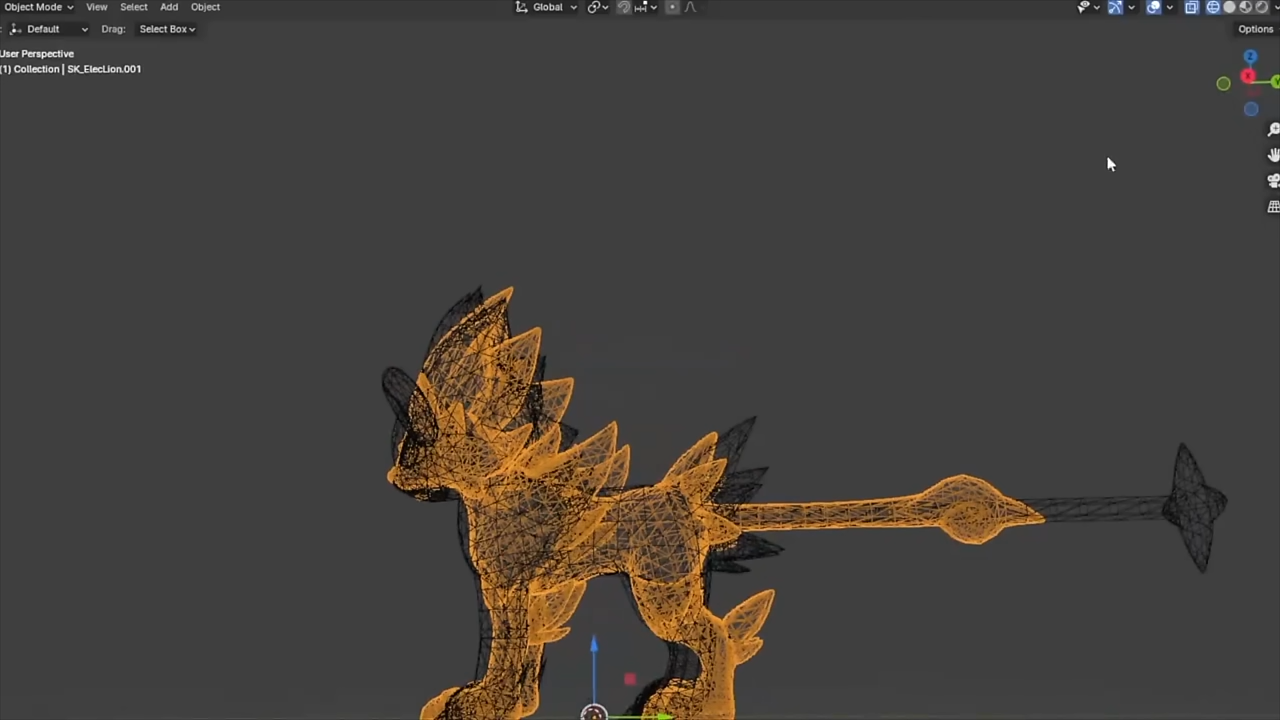 Object Mode View Select Add Object Global
: Default Drag: Select Box Options
User Perspective
(1) Collection | SK_ElecLion.001
Z
X
Y